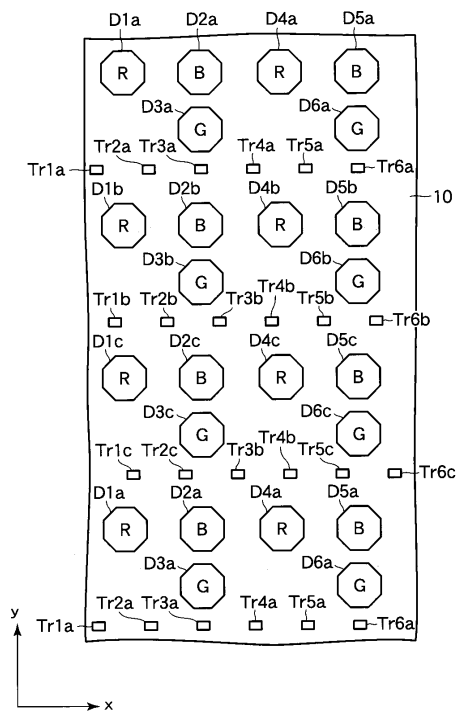 D1a D2a D4a D5a
R B R B
D3a D6a
G G
Tr2a Tr3a Tr4a Tr5a
Tr1a Tr6a
D1b D2b D4b D5b
10
R B R B
D3b D6b
G G
Tr1b Tr2b Tr3b Tr4b Tr5b
Tr6b
D1c D2c D4c D5c
R B R B
D3c D6c
G G
Tr1c Tr2c Tr3b Tr4b Tr5c
Tr6c
D1a D2a D4a D5a
R B R B
D3a D6a
G G
Tr2a Tr3a Tr4a Tr5a
Tr1a Tr6a
y
x